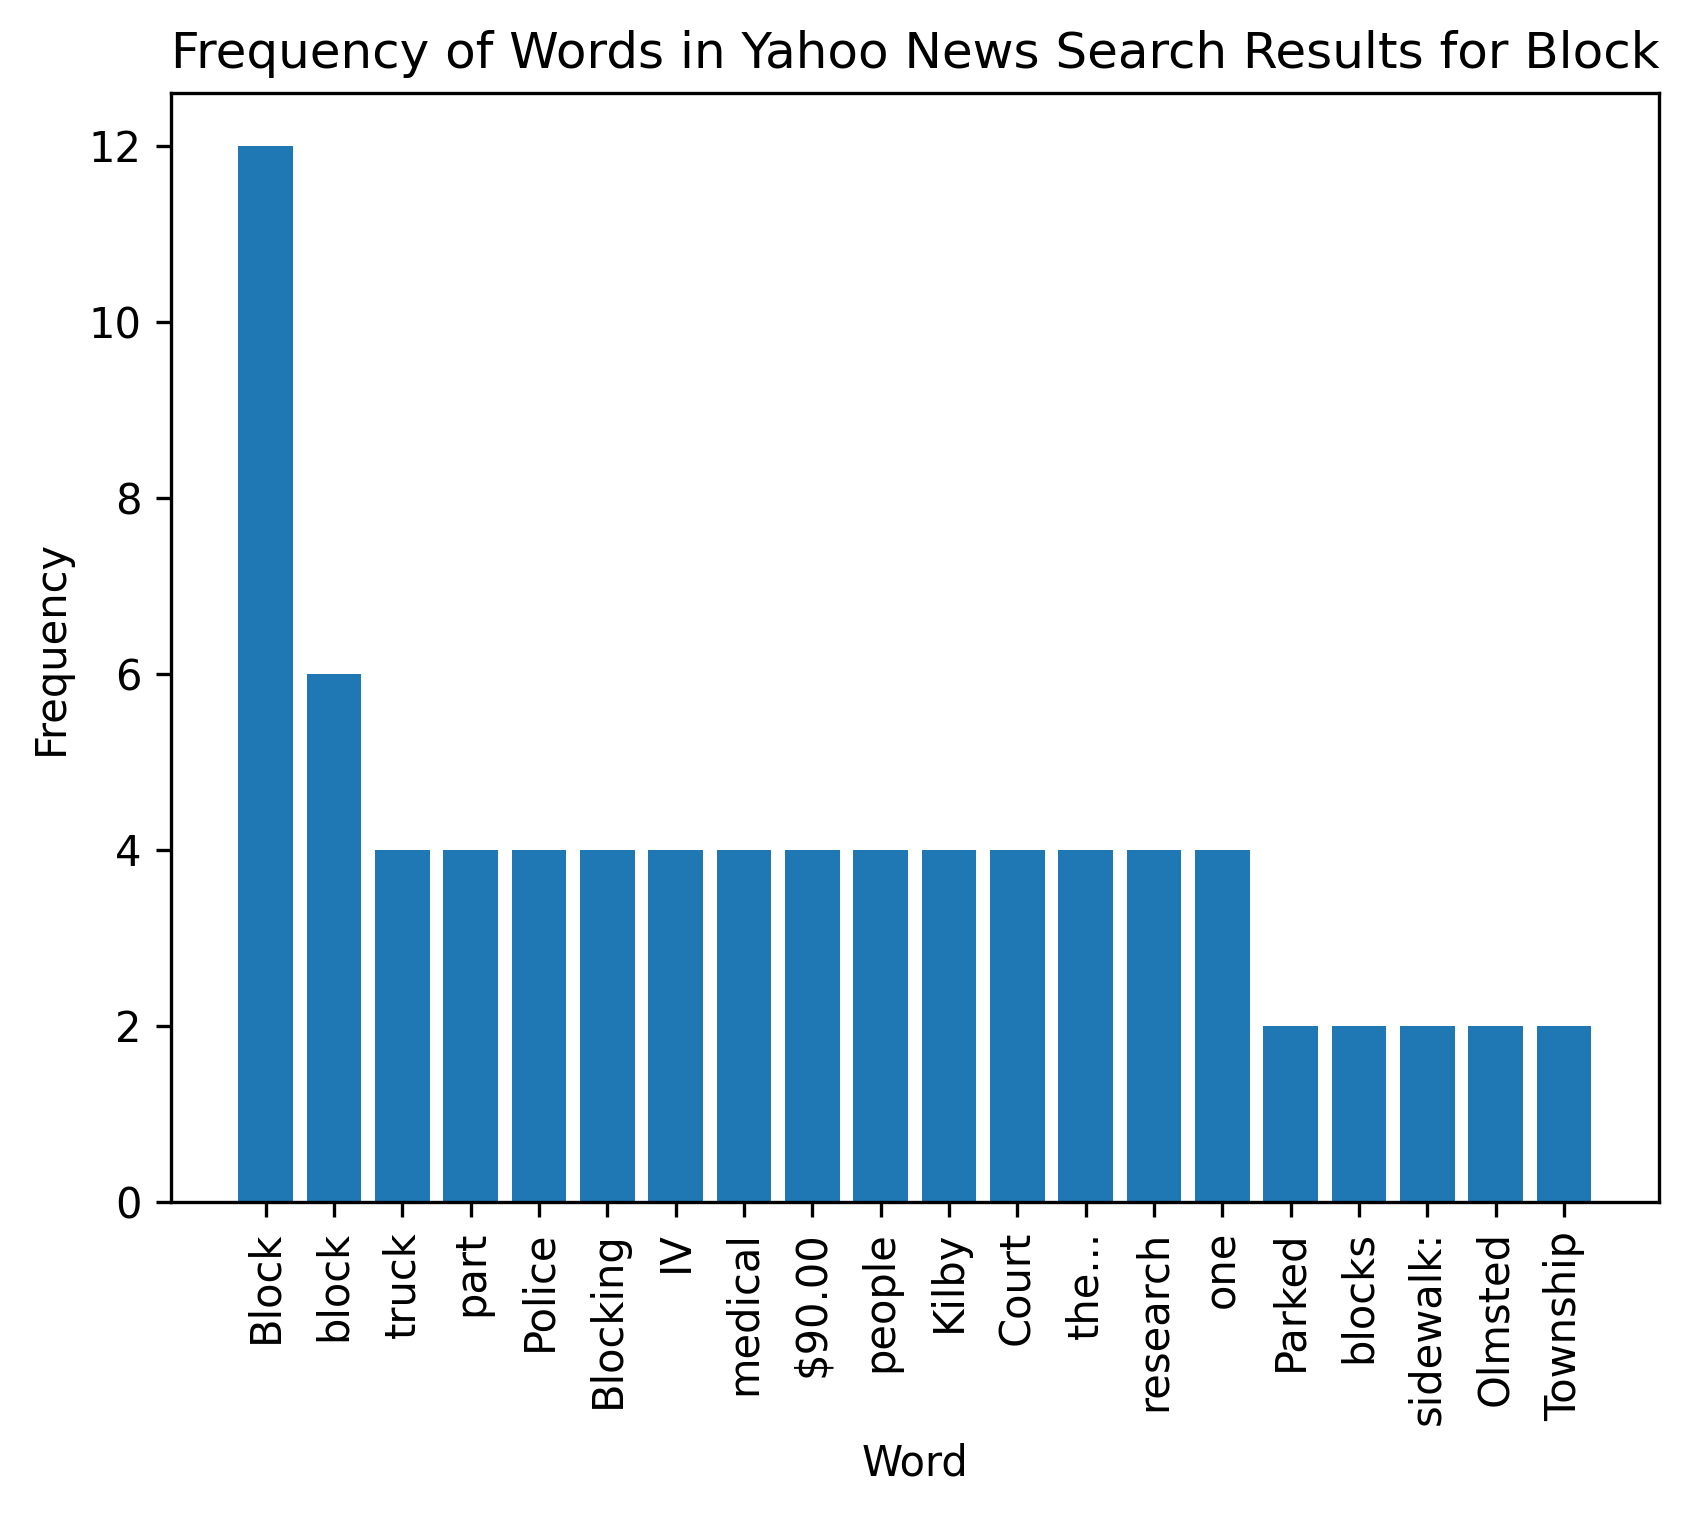 Frequency of Words in Yahoo News Search Results for Block
12
10
8
6
4
2
0
Frequency
Block
block
truck
part
Police
Blocking
IV
medical
$90.00
people
Kilby
Court
the...
research
one
Parked
blocks
sidewalk:
Olmsted
Township
Word